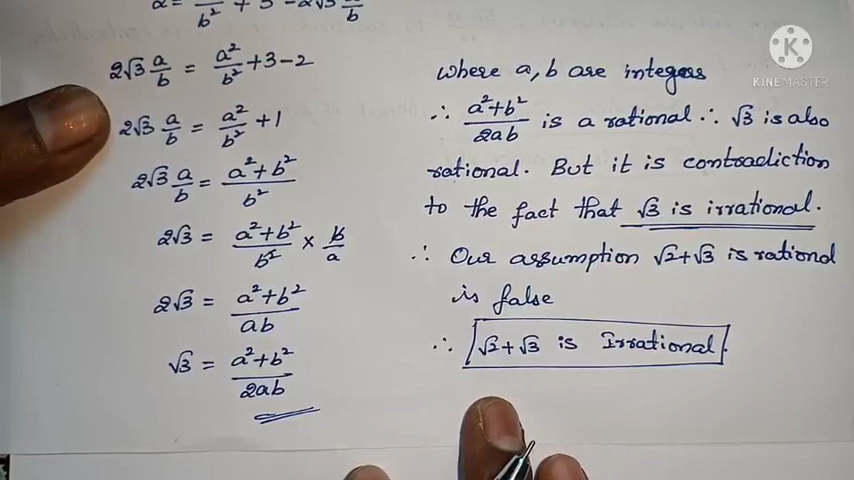 2√3 a/b = a²/b² + 3 - 2
2√3 a/b = a²/b² + 1
2√3 a/b = (a² + b²)/b²
2√3 = (a² + b²)/b² × b/a
2√3 = (a² + b²)/ab
√3 = (a² + b²)/2ab
where a, b are integers
∴ (a² + b²)/2ab is a rational ∴ √3 is also
rational. But it is contradiction
to the fact that √3 is irrational.
∴ Our assumption √2+√3 is rational
is false
∴ √2+√3 is Irrational.
K
KINEMASTER